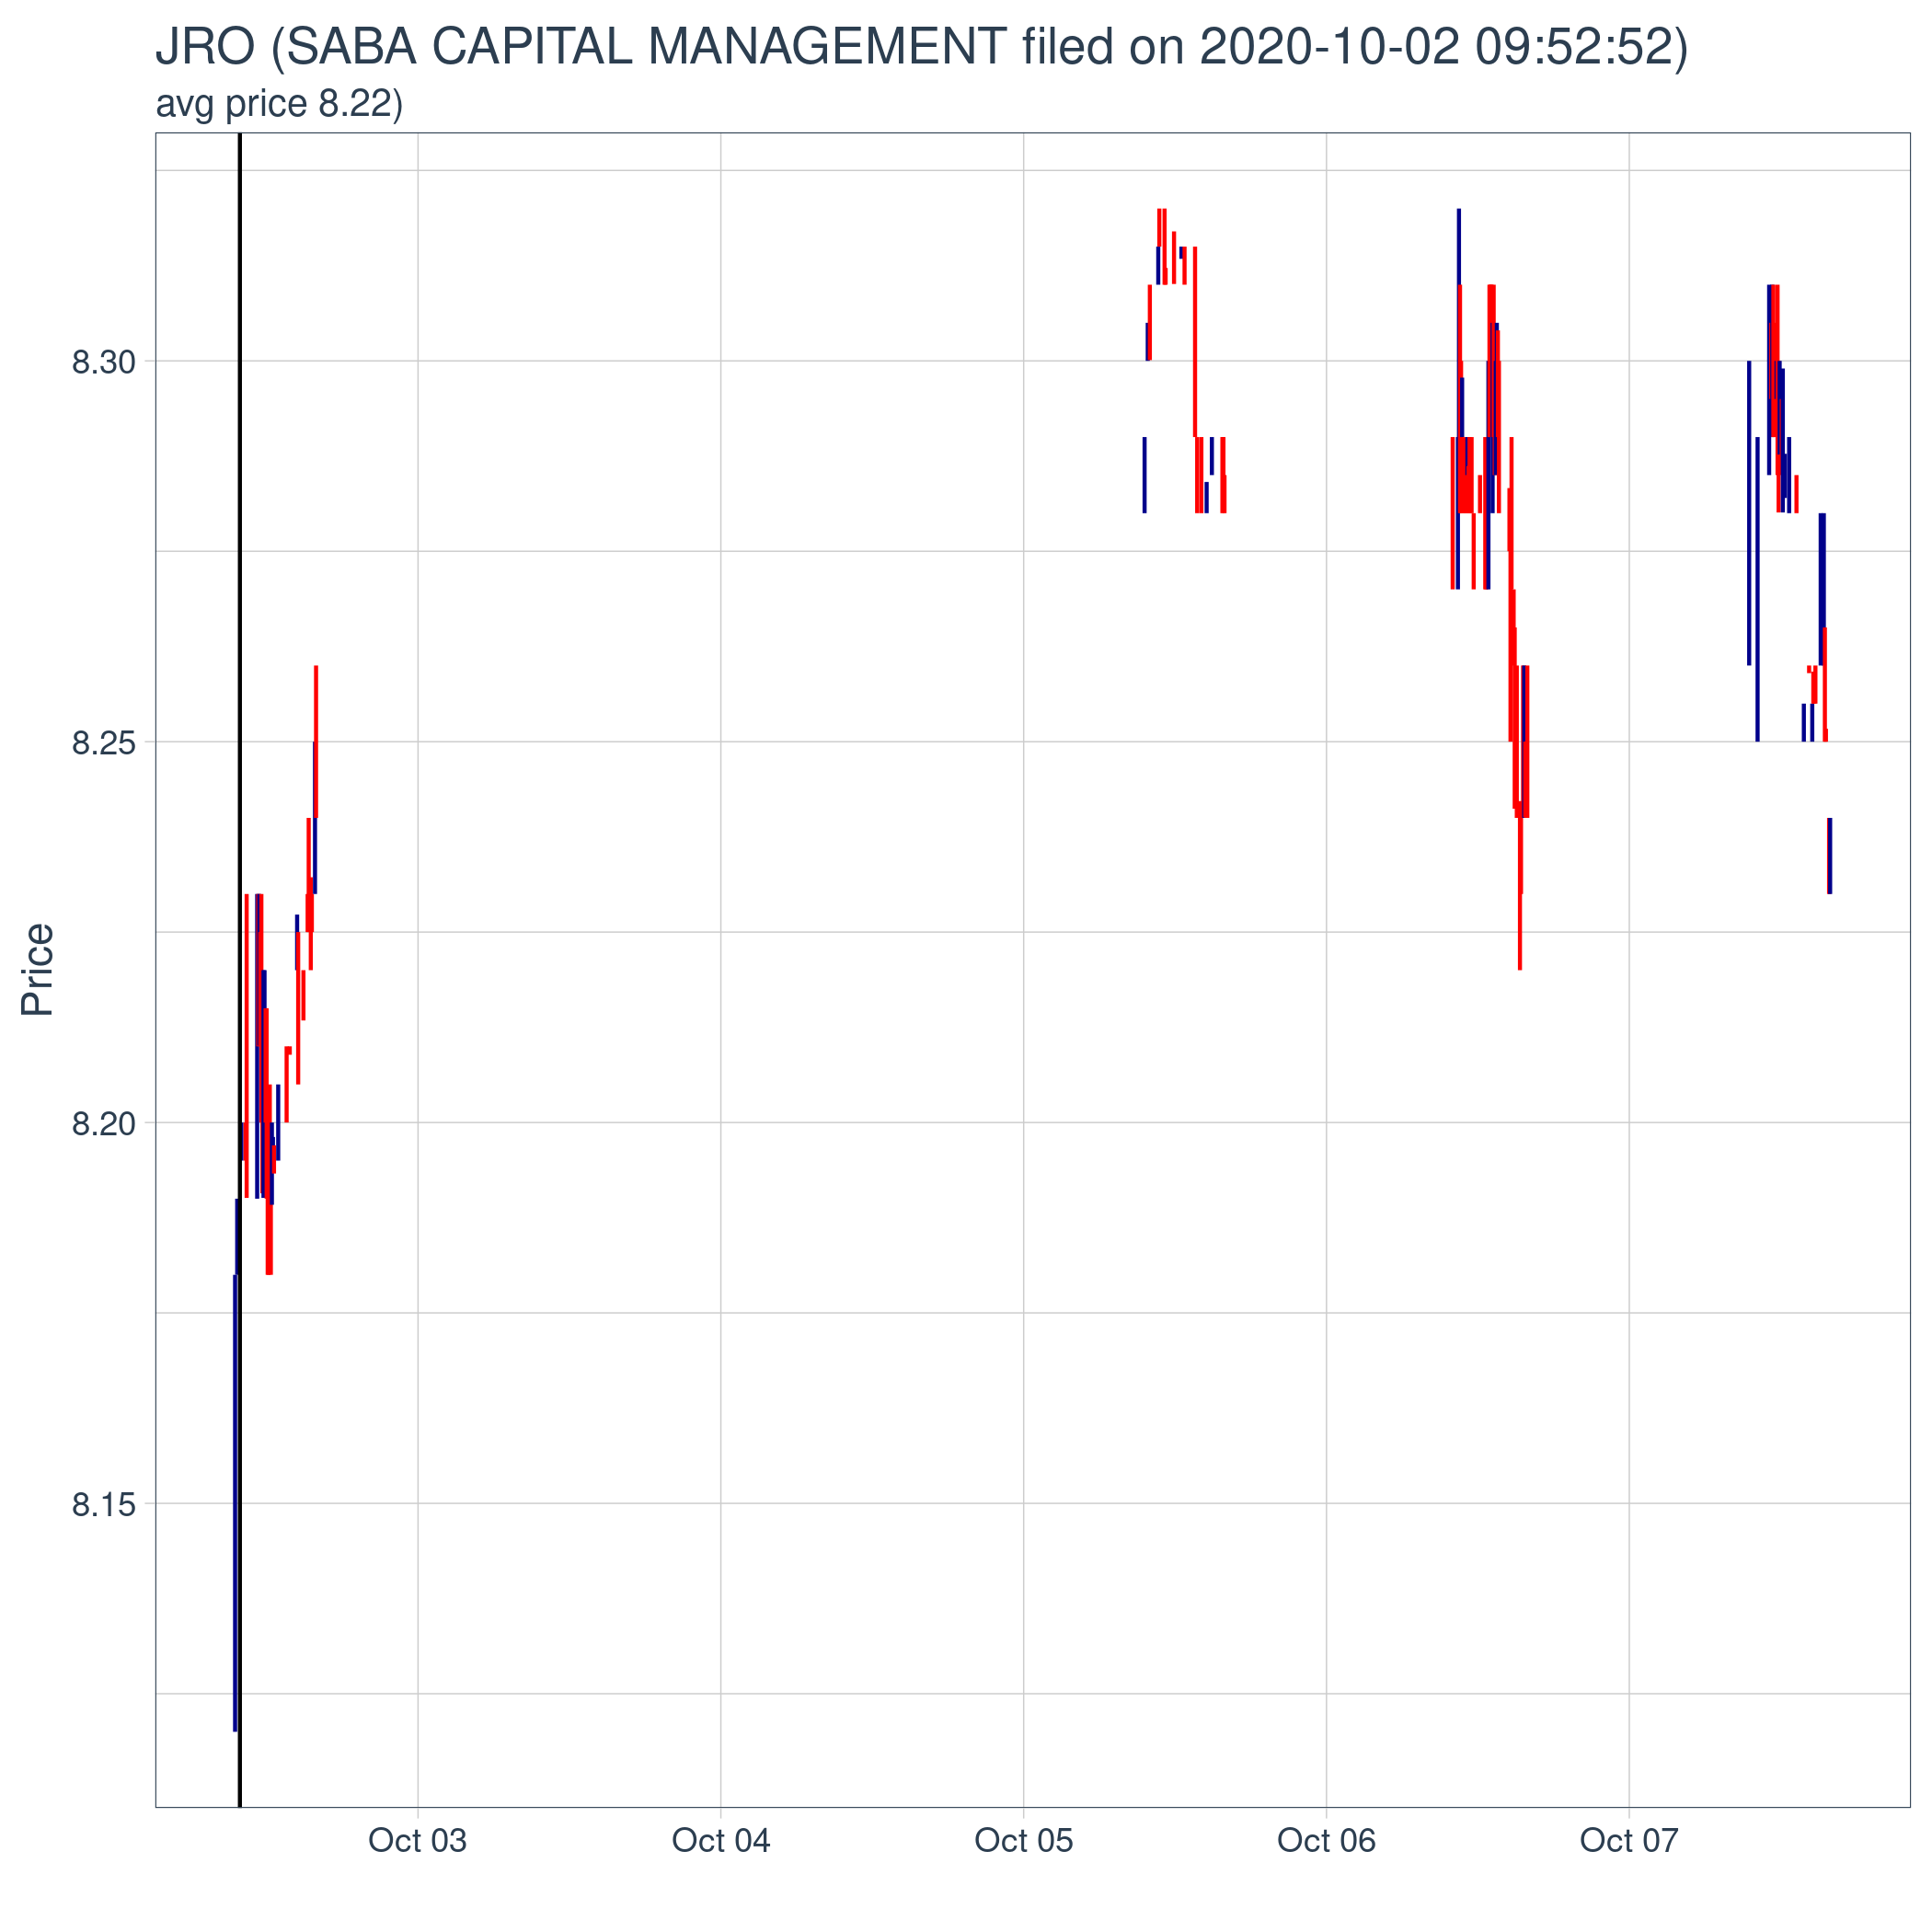 JRO (SABA CAPITAL MANAGEMENT filed on 2020-10-02 09:52:52)
avg price 8.22)
Price
8.30
8.25
8.20
8.15
Oct 03
Oct 04
Oct 05
Oct 06
Oct 07